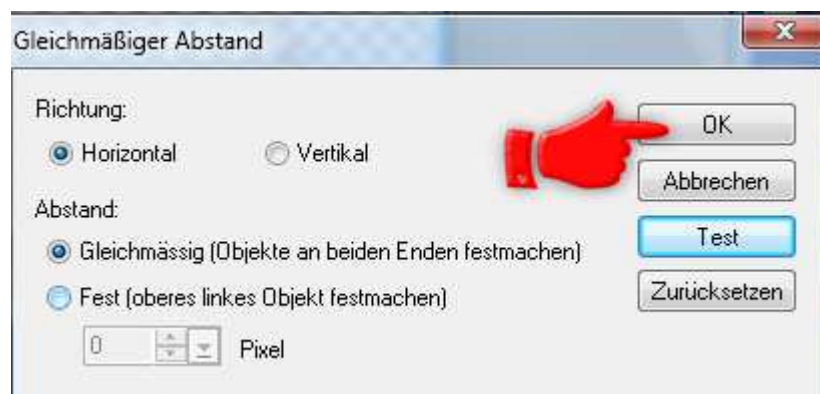 Gleichmäßiger Abstand
Richtung:
Horizontal Vertikal
Abstand:
Gleichmässig (Objekte an beiden Enden festmachen)
Fest (oberes linkes Objekt festmachen)
0 Pixel
OK
Abbrechen
Test
Zurücksetzen